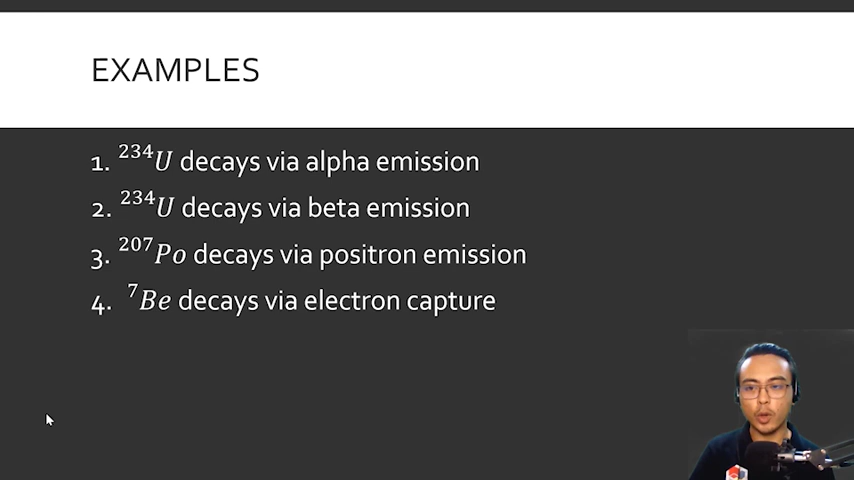 EXAMPLES
1. ²³⁴U decays via alpha emission
2. ²³⁴U decays via beta emission
3. ²⁰⁷Po decays via positron emission
4. ⁷Be decays via electron capture